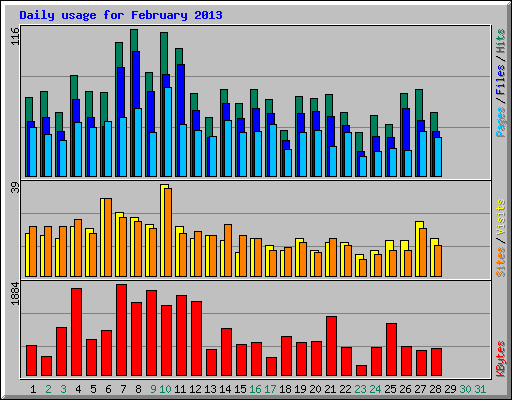 Daily usage for February 2013
116
Pages / Files / Hits
39
Sites / Visits
1884
KBytes
1 2 3 4 5 6 7 8 9 10 11 12 13 14 15 16 17 18 19 20 21 22 23 24 25 26 27 28 29 30 31